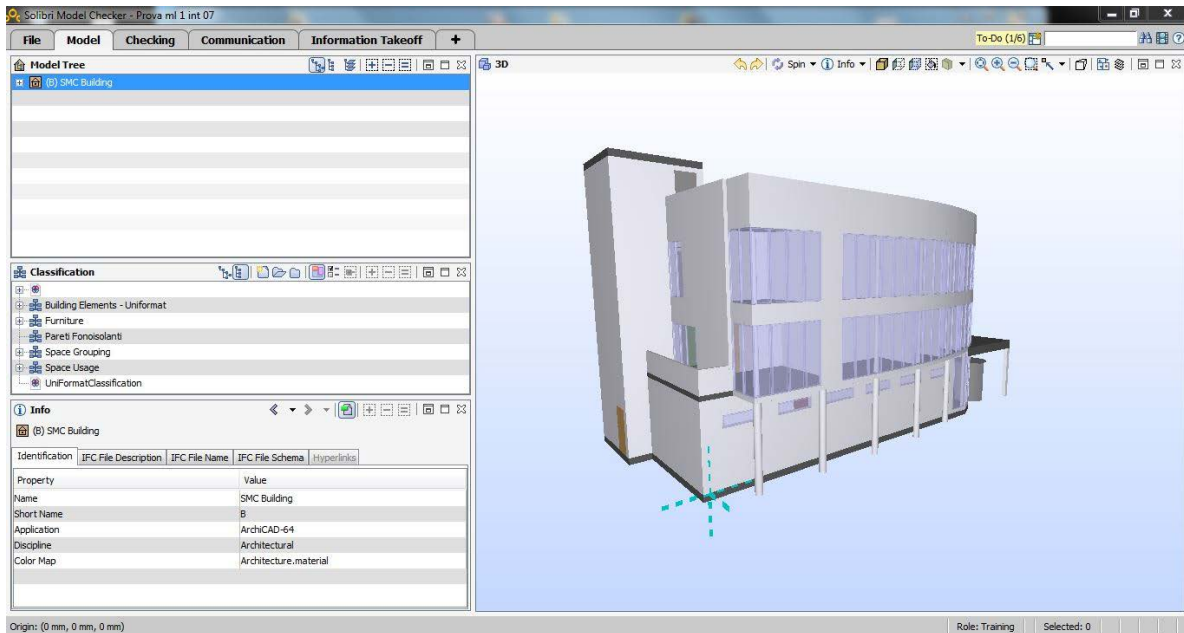 Solibri Model Checker - Prova ml 1 int 07
File Model Checking Communication Information Takeoff +
To-Do (1/6)
Model Tree
(B) SMC Building
3D
Spin Info
Classification
Building Elements - Uniformat
Furniture
Pareti Fonoisolanti
Space Grouping
Space Usage
UniFormatClassification
Info
(B) SMC Building
Identification IFC File Description IFC File Name IFC File Schema Hyperlinks
Property Value
Name SMC Building
Short Name B
Application ArchiCAD-64
Discipline Architectural
Color Map Architecture.material
Origin: (0 mm, 0 mm, 0 mm)
Role: Training Selected: 0